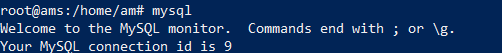 root@ams:/home/am# mysql
Welcome to the MySQL monitor.  Commands end with ; or \g.
Your MySQL connection id is 9